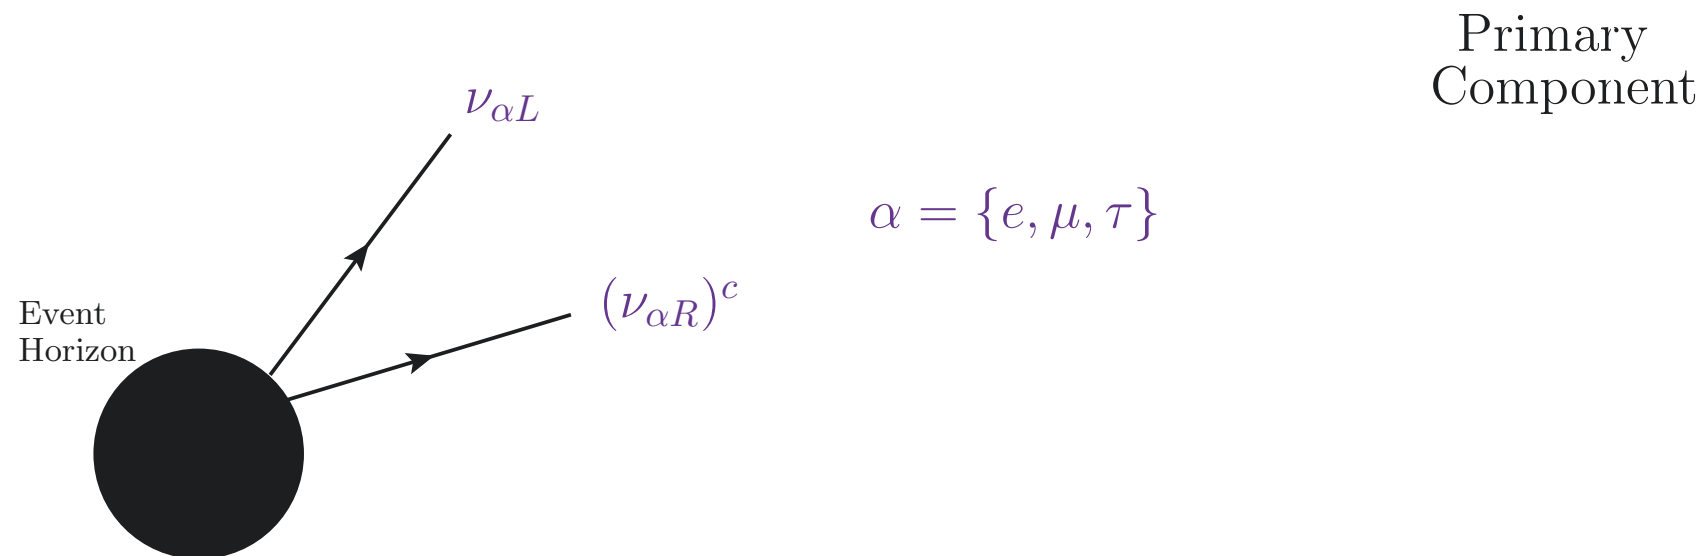 Primary
Component
ν_{αL}
α = {e, μ, τ}
(ν_{αR})^c
Event
Horizon